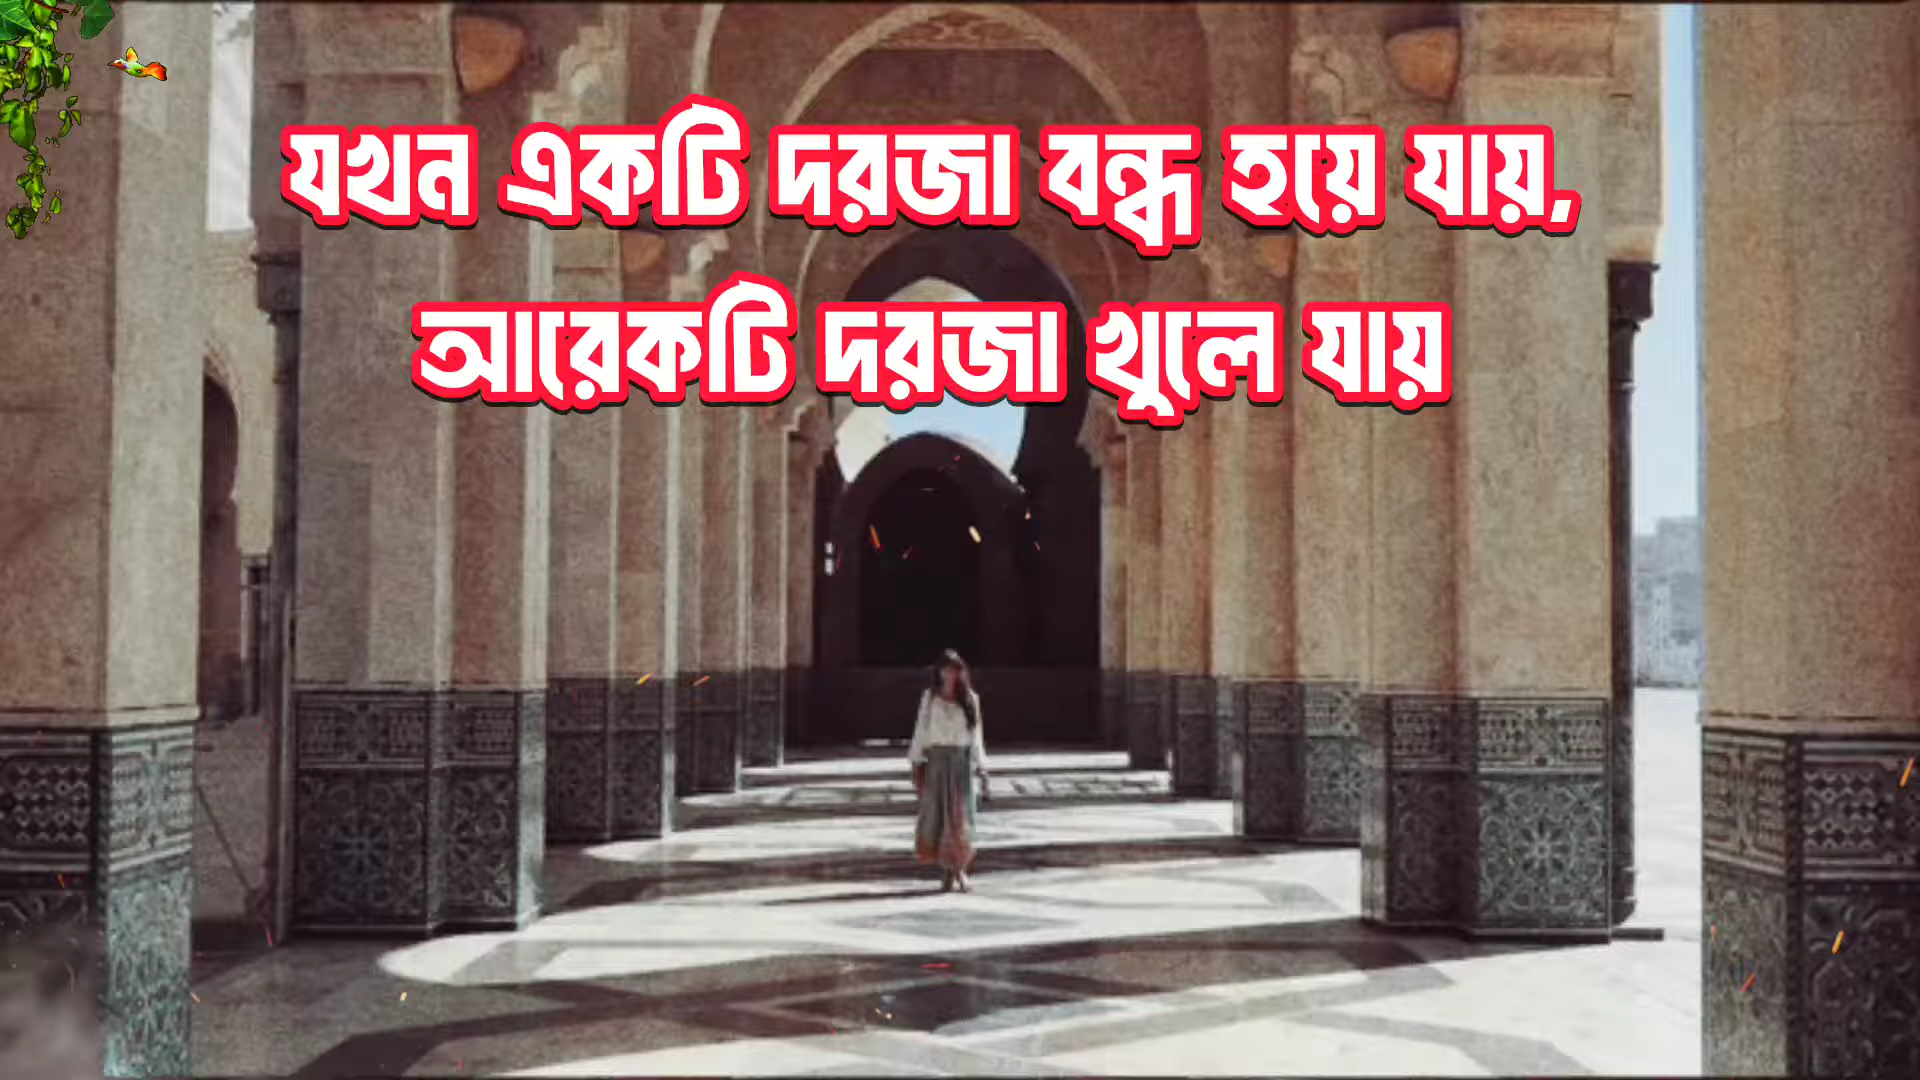 যখন একটি দরজা বন্ধ হয়ে যায়,
আরেকটি দরজা খুলে যায়